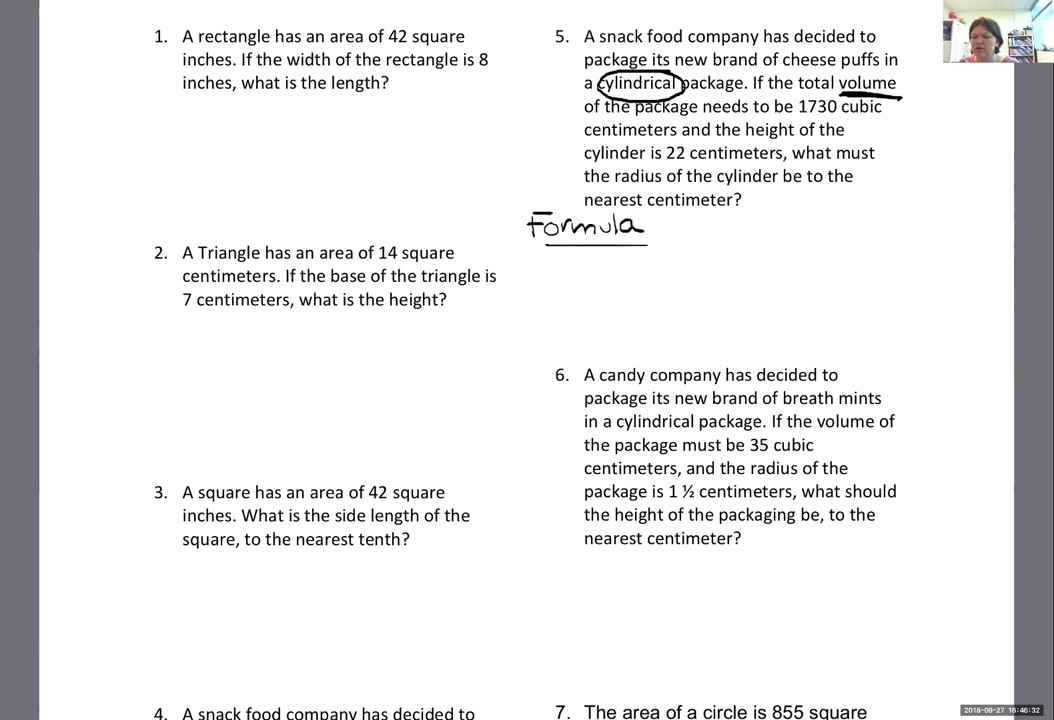 1. A rectangle has an area of 42 square
inches. If the width of the rectangle is 8
inches, what is the length?
2. A Triangle has an area of 14 square
centimeters. If the base of the triangle is
7 centimeters, what is the height?
3. A square has an area of 42 square
inches. What is the side length of the
square, to the nearest tenth?
4. A snack food company has decided to
5. A snack food company has decided to
package its new brand of cheese puffs in
a cylindrical package. If the total volume
of the package needs to be 1730 cubic
centimeters and the height of the
cylinder is 22 centimeters, what must
the radius of the cylinder be to the
nearest centimeter?
Formula
6. A candy company has decided to
package its new brand of breath mints
in a cylindrical package. If the volume of
the package must be 35 cubic
centimeters, and the radius of the
package is 1 ½ centimeters, what should
the height of the packaging be, to the
nearest centimeter?
7. The area of a circle is 855 square
2018-09-27 16:46:32